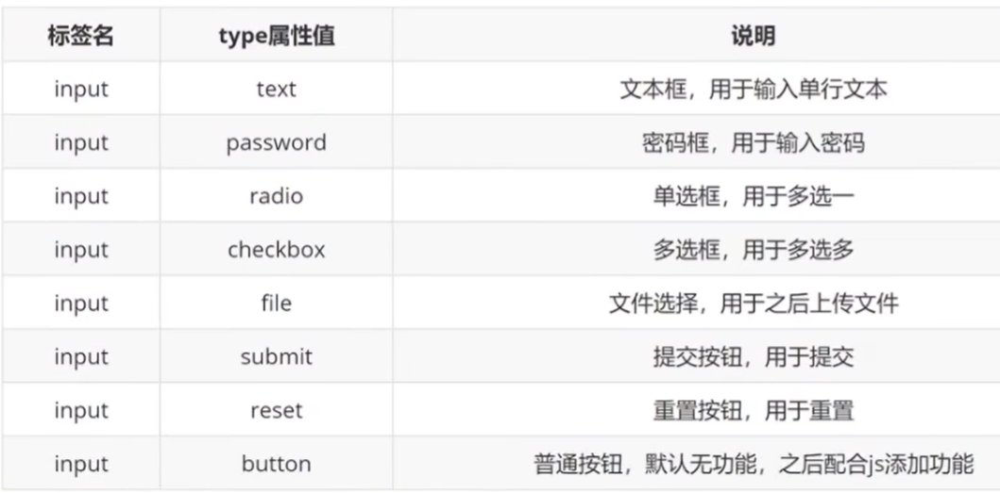 标签名 type属性值 说明
input text 文本框，用于输入单行文本
input password 密码框，用于输入密码
input radio 单选框，用于多选一
input checkbox 多选框，用于多选多
input file 文件选择，用于之后上传文件
input submit 提交按钮，用于提交
input reset 重置按钮，用于重置
input button 普通按钮，默认无功能，之后配合js添加功能